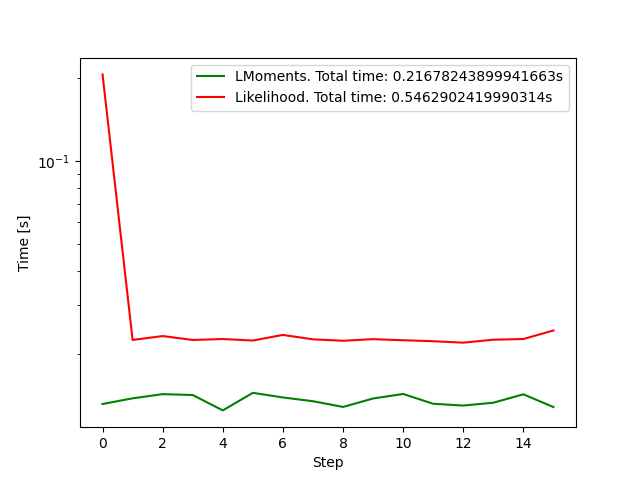 LMoments. Total time: 0.21678243899941663s
Likelihood. Total time: 0.5462902419990314s
10⁻¹
Time [s]
0 2 4 6 8 10 12 14
Step